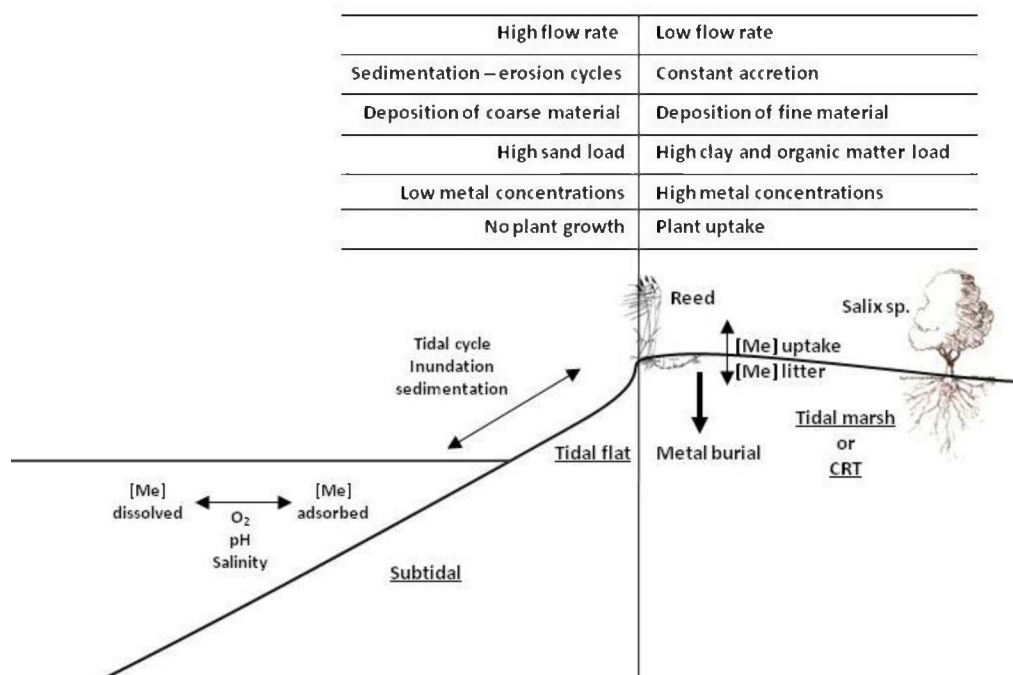 High flow rate
Low flow rate
Sedimentation – erosion cycles
Constant accretion
Deposition of coarse material
Deposition of fine material
High sand load
High clay and organic matter load
Low metal concentrations
High metal concentrations
No plant growth
Plant uptake
Reed
Salix sp.
Tidal cycle
Inundation
sedimentation
[Me] uptake
[Me] litter
Tidal flat
Metal burial
Tidal marsh
or
CRT
[Me]
dissolved
[Me]
adsorbed
O₂
pH
Salinity
Subtidal